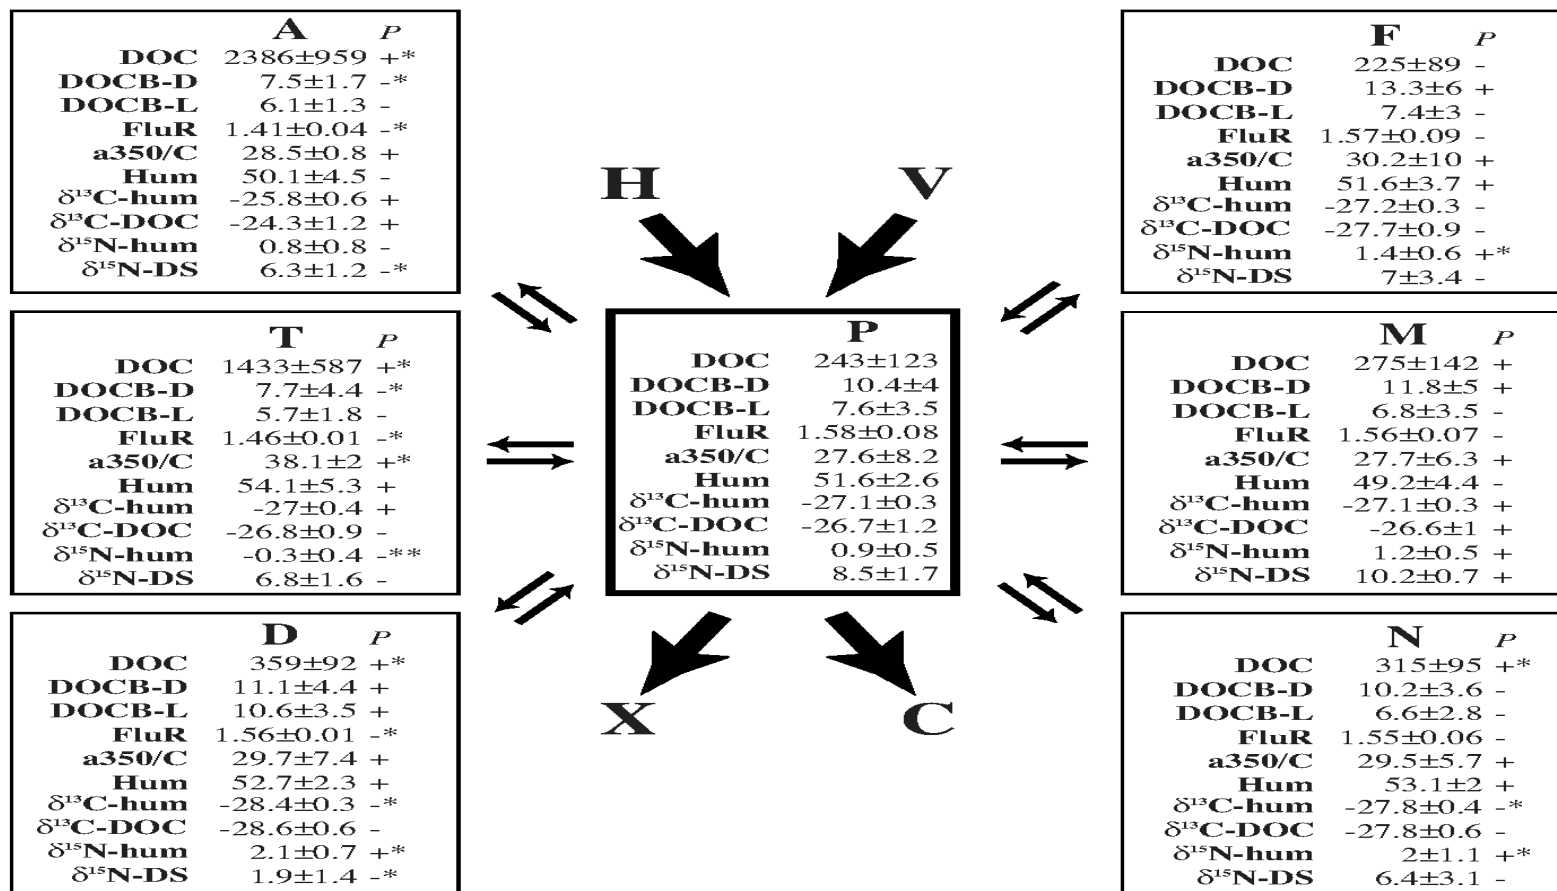 A P
DOC 2386±959 +*
DOCB-D 7.5±1.7 -*
DOCB-L 6.1±1.3 -
FluR 1.41±0.04 -*
a350/C 28.5±0.8 +
Hum 50.1±4.5 -
δ¹³C-hum -25.8±0.6 +
δ¹³C-DOC -24.3±1.2 +
δ¹⁵N-hum 0.8±0.8 -
δ¹⁵N-DS 6.3±1.2 -*
T P
DOC 1433±587 +*
DOCB-D 7.7±4.4 -*
DOCB-L 5.7±1.8 -
FluR 1.46±0.01 -*
a350/C 38.1±2 +*
Hum 54.1±5.3 +
δ¹³C-hum -27±0.4 +
δ¹³C-DOC -26.8±0.9 -
δ¹⁵N-hum -0.3±0.4 -**
δ¹⁵N-DS 6.8±1.6 -
D P
DOC 359±92 +*
DOCB-D 11.1±4.4 +
DOCB-L 10.6±3.5 +
FluR 1.56±0.01 -*
a350/C 29.7±7.4 +
Hum 52.7±2.3 +
δ¹³C-hum -28.4±0.3 -*
δ¹³C-DOC -28.6±0.6 -
δ¹⁵N-hum 2.1±0.7 +*
δ¹⁵N-DS 1.9±1.4 -*
H V
P
DOC 243±123
DOCB-D 10.4±4
DOCB-L 7.6±3.5
FluR 1.58±0.08
a350/C 27.6±8.2
Hum 51.6±2.6
δ¹³C-hum -27.1±0.3
δ¹³C-DOC -26.7±1.2
δ¹⁵N-hum 0.9±0.5
δ¹⁵N-DS 8.5±1.7
X C
F P
DOC 225±89 -
DOCB-D 13.3±6 +
DOCB-L 7.4±3 -
FluR 1.57±0.09 -
a350/C 30.2±10 +
Hum 51.6±3.7 +
δ¹³C-hum -27.2±0.3 -
δ¹³C-DOC -27.7±0.9 -
δ¹⁵N-hum 1.4±0.6 +*
δ¹⁵N-DS 7±3.4 -
M P
DOC 275±142 +
DOCB-D 11.8±5 +
DOCB-L 6.8±3.5 -
FluR 1.56±0.07 -
a350/C 27.7±6.3 +
Hum 49.2±4.4 -
δ¹³C-hum -27.1±0.3 +
δ¹³C-DOC -26.6±1 +
δ¹⁵N-hum 1.2±0.5 +
δ¹⁵N-DS 10.2±0.7 +
N P
DOC 315±95 +*
DOCB-D 10.2±3.6 -
DOCB-L 6.6±2.8 -
FluR 1.55±0.06 -
a350/C 29.5±5.7 +
Hum 53.1±2 +
δ¹³C-hum -27.8±0.4 -*
δ¹³C-DOC -27.8±0.6 -
δ¹⁵N-hum 2±1.1 +*
δ¹⁵N-DS 6.4±3.1 -